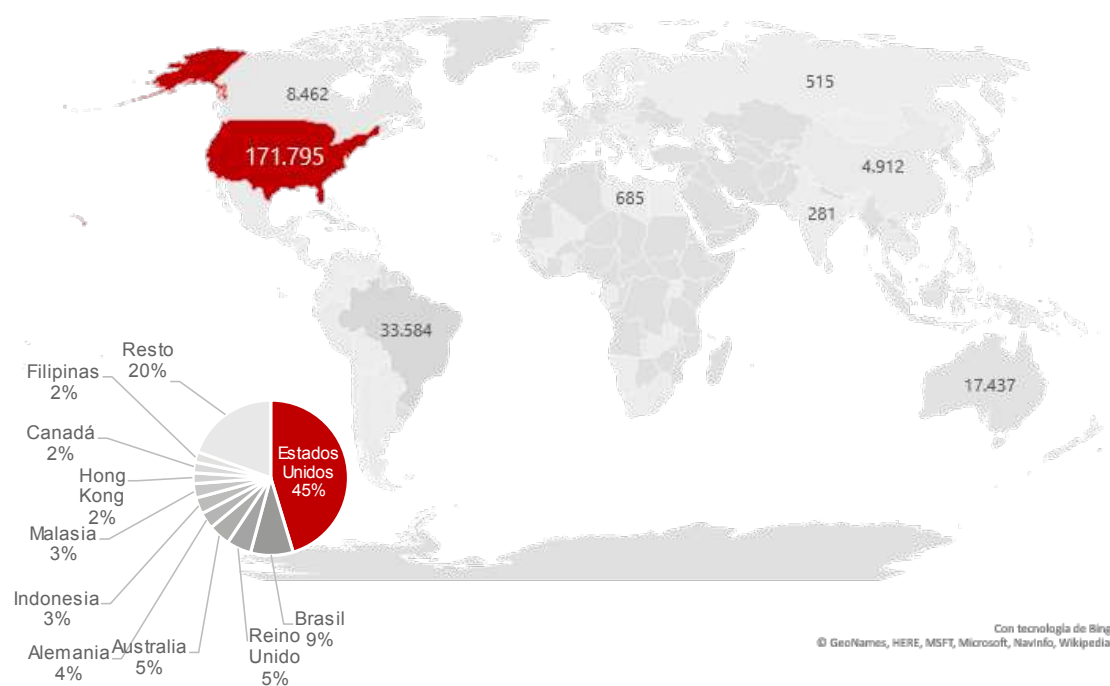 8.462
515
171.795
4.912
685
281
33.584
17.437
Resto
20%
Filipinas
2%
Canadá
2%
Hong
Kong
2%
Malasia
3%
Indonesia
3%
Alemania
4%
Australia
5%
Reino
Unido
5%
Brasil
9%
Estados
Unidos
45%
Con tecnología de Bing
© GeoNames, HERE, MSFT, Microsoft, NavInfo, Wikipedia